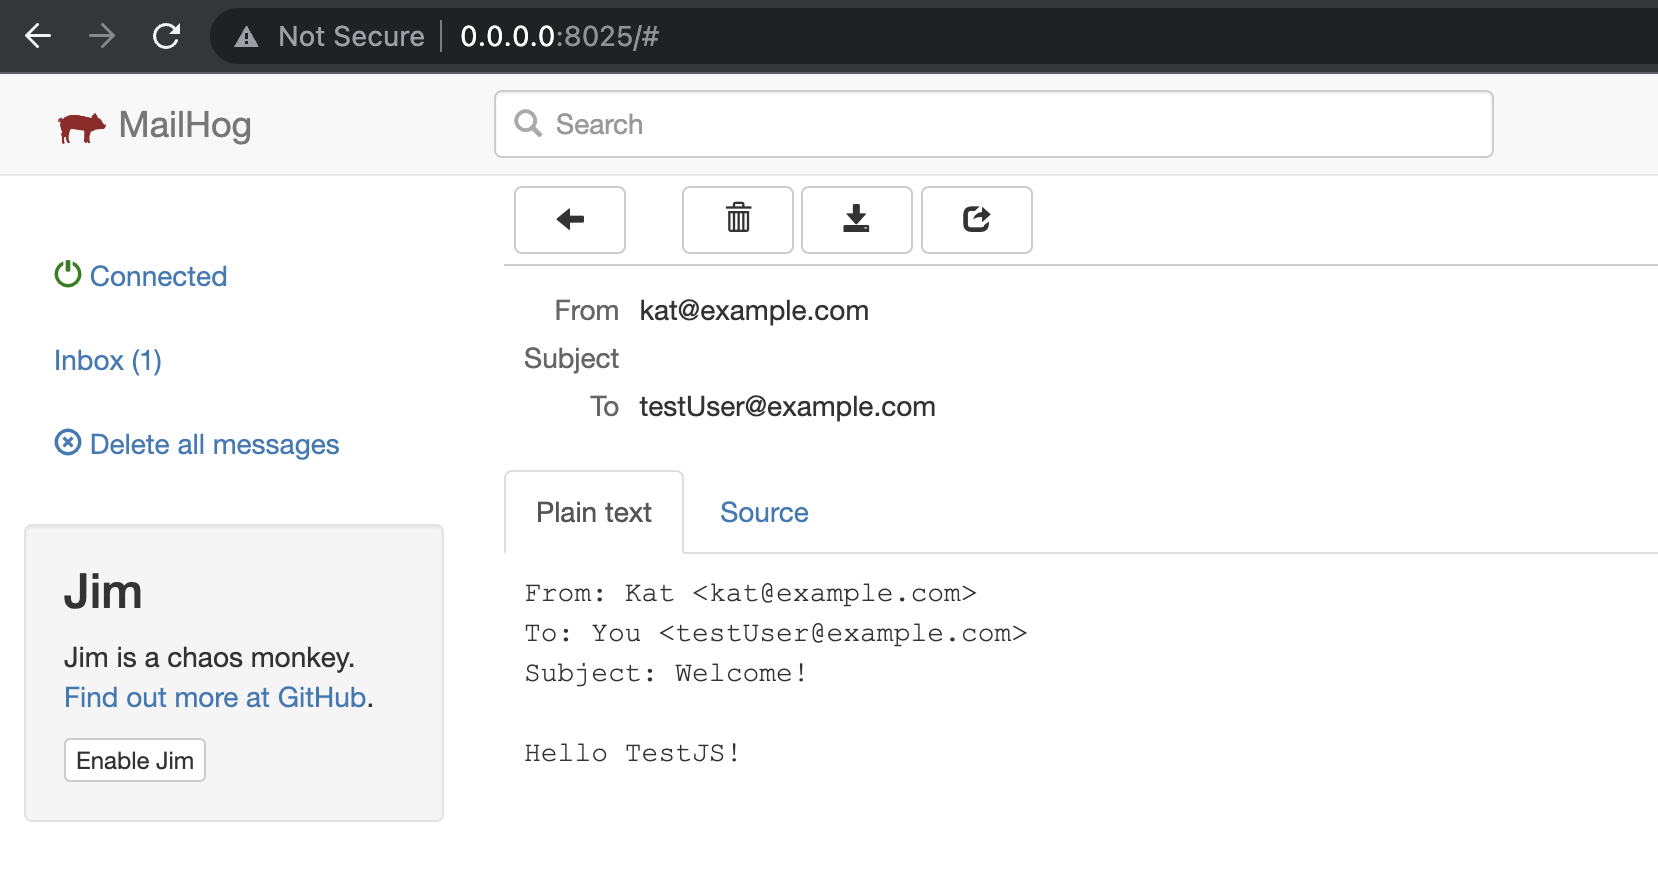 Not Secure 0.0.0.0:8025/#
MailHog
Search
Connected
Inbox (1)
Delete all messages
Jim
Jim is a chaos monkey.
Find out more at GitHub.
Enable Jim
From kat@example.com
Subject
To testUser@example.com
Plain text Source
From: Kat <kat@example.com>
To: You <testUser@example.com>
Subject: Welcome!
Hello TestJS!